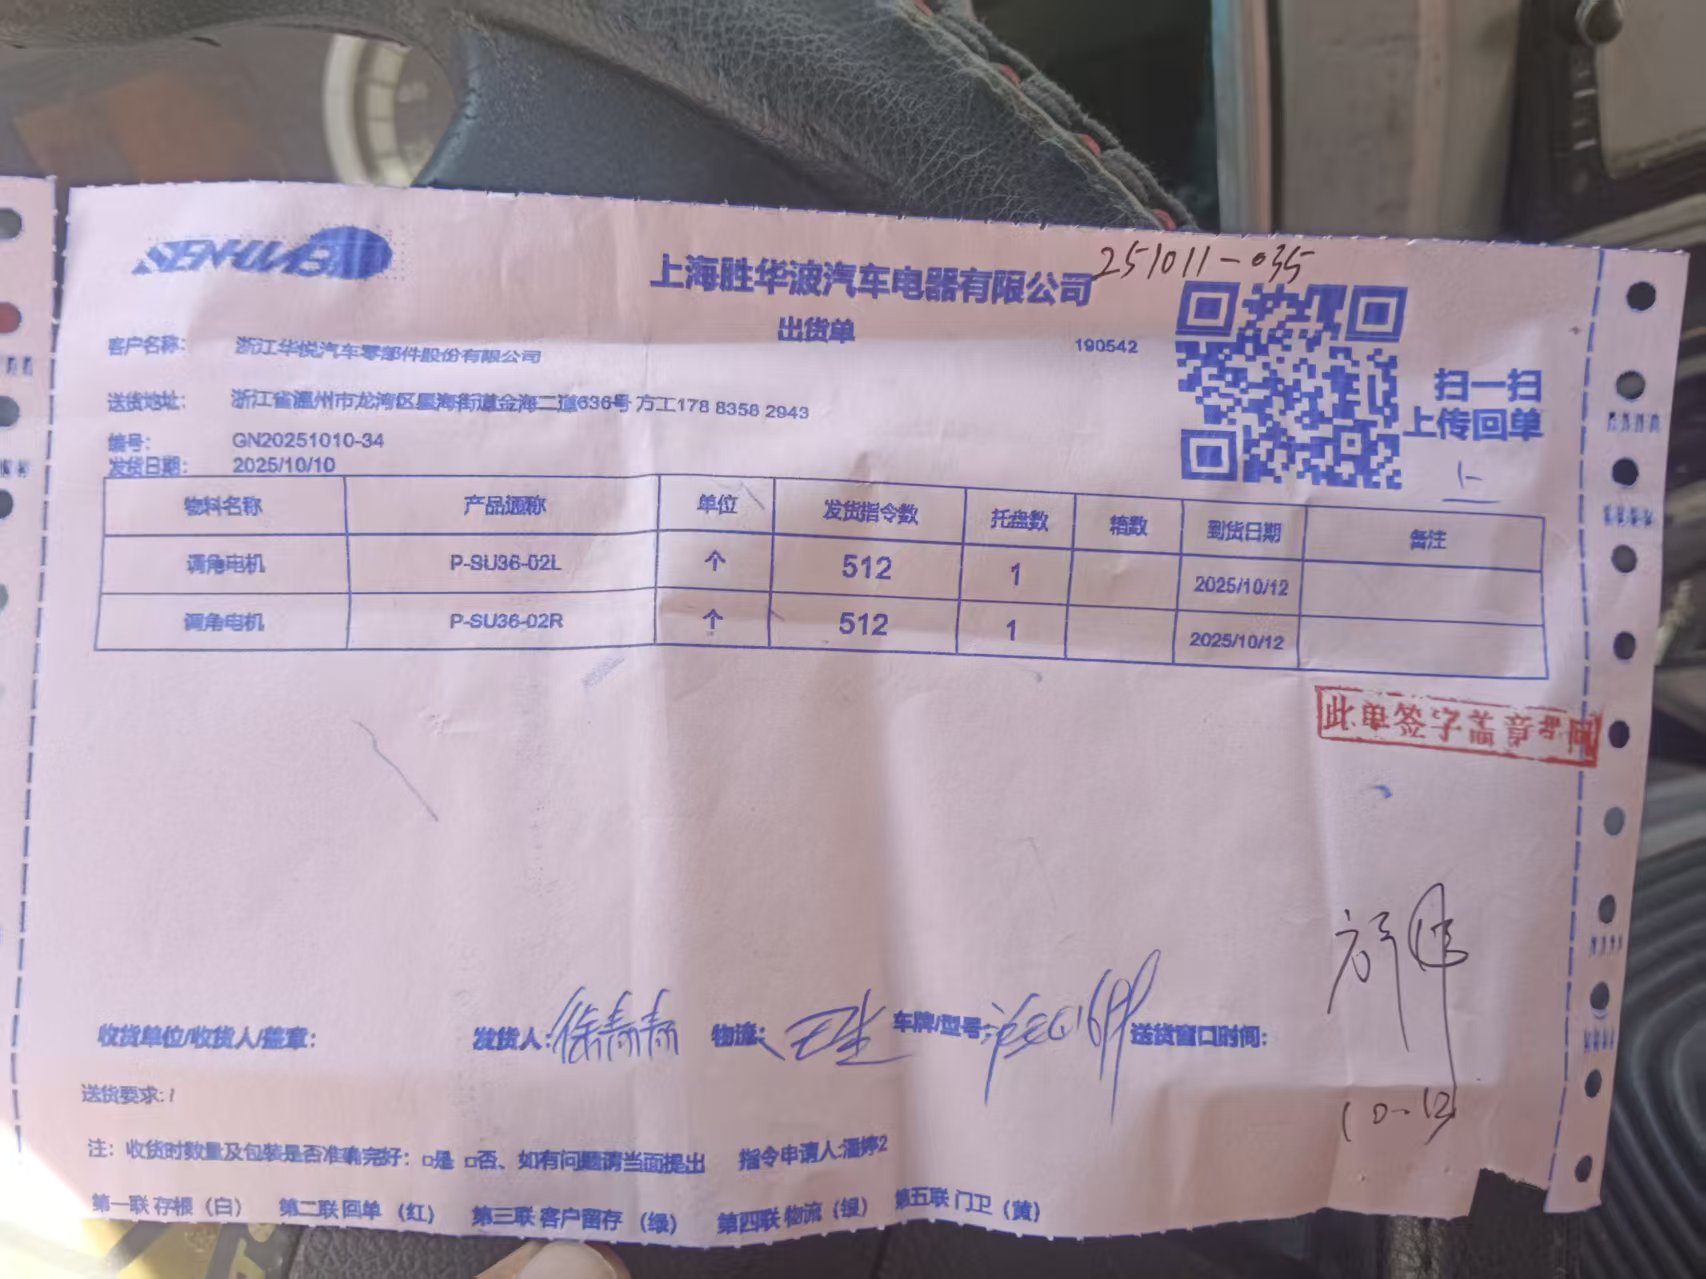 SEN-HUABO
251011-035
上海胜华波汽车电器有限公司
出货单
190542
客户名称： 浙江华悦汽车零部件股份有限公司
扫一扫
上传回单
送货地址： 浙江省温州市龙湾区星海街道金海二道636号 方工178 8358 2943
编号： GN20251010-34
发货日期： 2025/10/10
物料名称 产品通称 单位 发货指令数 托盘数 箱数 到货日期 备注
调角电机 P-SU36-02L 个 512 1 2025/10/12
调角电机 P-SU36-02R 个 512 1 2025/10/12
此单签字盖章
收货单位/收货人/盖章： 发货人： 徐青青 物流： 车牌/型号： 送货窗口时间：
10-12
送货要求：/
注：收货时数量及包装是否准确完好：□是 □否、如有问题请当面提出 指令申请人:潘婷2
第一联 存根（白） 第二联 回单（红） 第三联 客户留存（绿） 第四联 物流（银） 第五联 门卫（黄）